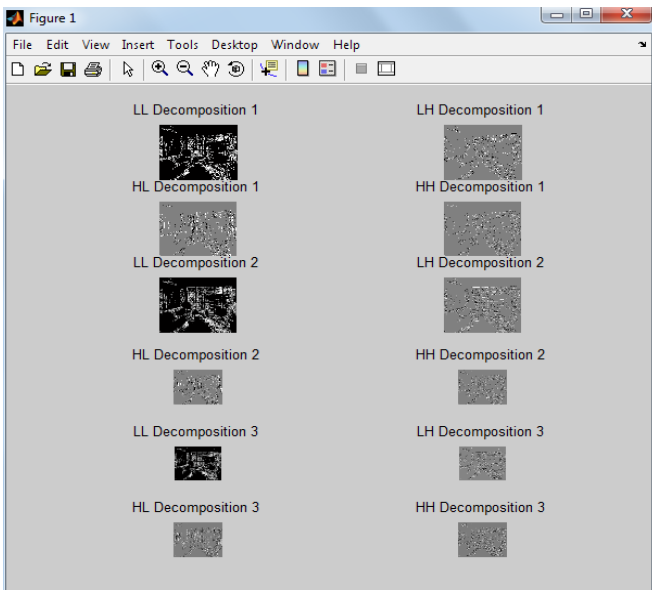 Figure 1
File Edit View Insert Tools Desktop Window Help
LL Decomposition 1 LH Decomposition 1
HL Decomposition 1 HH Decomposition 1
LL Decomposition 2 LH Decomposition 2
HL Decomposition 2 HH Decomposition 2
LL Decomposition 3 LH Decomposition 3
HL Decomposition 3 HH Decomposition 3